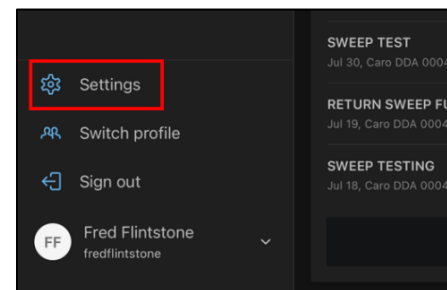 Settings
Switch profile
Sign out
FF
Fred Flintstone
fredflintstone
SWEEP TEST
Jul 30, Caro DDA 0004
RETURN SWEEP FU
Jul 19, Caro DDA 0004
SWEEP TESTING
Jul 18, Caro DDA 0004